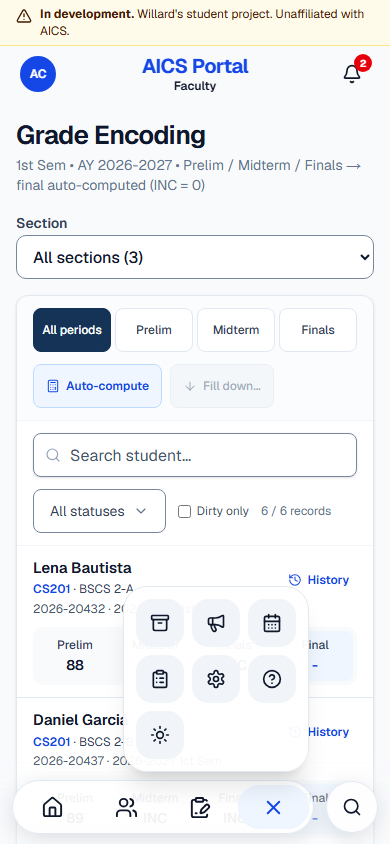 In development. Willard's student project. Unaffiliated with
AICS.
AC
AICS Portal
Faculty
2
Grade Encoding
1st Sem • AY 2026-2027 • Prelim / Midterm / Finals →
final auto-computed (INC = 0)
Section
All sections (3)
All periods
Prelim
Midterm
Finals
Auto-compute
Fill down...
Search student...
All statuses
Dirty only
6 / 6 records
Lena Bautista
History
CS201 · BSCS 2-A
2026-20432 ·
Prelim
88
-
Daniel Garcia
History
CS201 · BSCS 2-
2026-20437 ·
Prelim
Midterm
89
INC
-